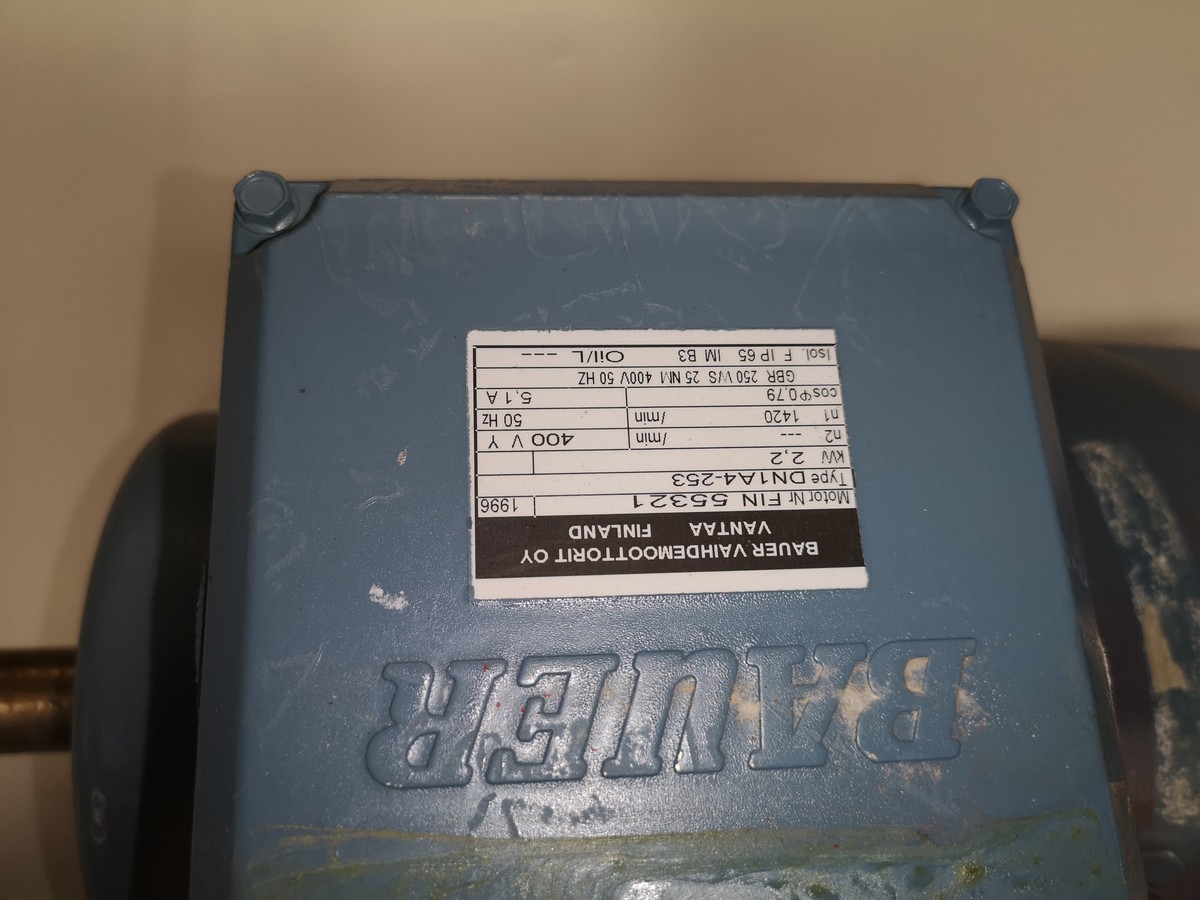 BAUER
BAUER VAIHDEMOOTTORIT OY
VANTAA FINLAND
Motor Nr FIN 55321 1996
Type DN1A4-253
kW 2,2
n2 --- /min 400 V Y
n1 1420 /min 50 Hz
cosφ 0,79 5,1 A
GBR 250 WS 25 NM 400V 50 HZ
Isol. F IP 65 IM B3 Oil/L ---